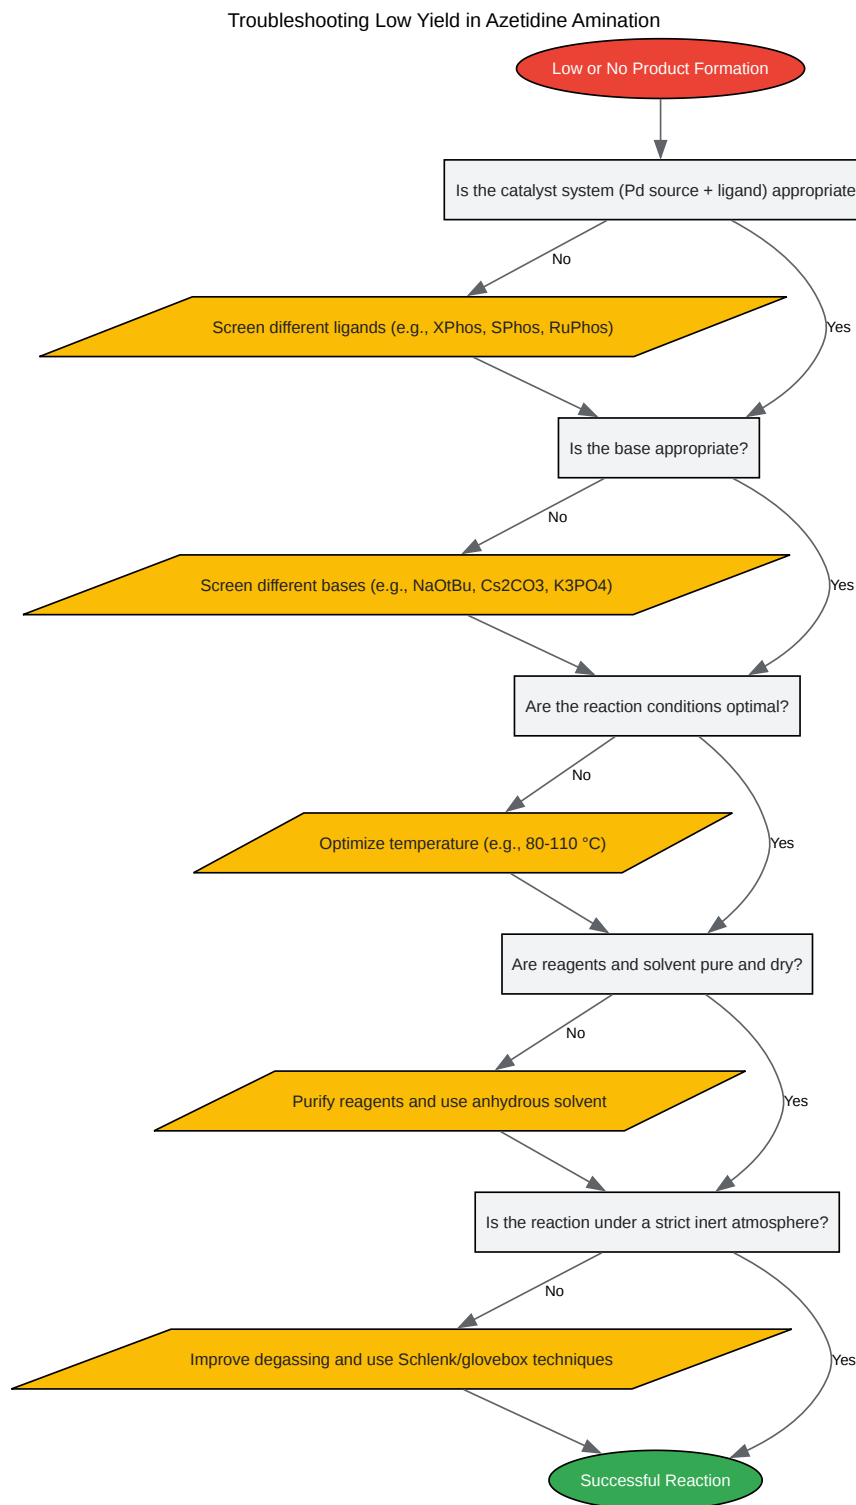 Troubleshooting Low Yield in Azetidine Amination
Low or No Product Formation
Is the catalyst system (Pd source + ligand) appropriate
No
Yes
Screen different ligands (e.g., XPhos, SPhos, RuPhos)
Is the base appropriate?
No
Yes
Screen different bases (e.g., NaOtBu, Cs2CO3, K3PO4)
Are the reaction conditions optimal?
No
Yes
Optimize temperature (e.g., 80-110 °C)
Are reagents and solvent pure and dry?
No
Yes
Purify reagents and use anhydrous solvent
Is the reaction under a strict inert atmosphere?
No
Yes
Improve degassing and use Schlenk/glovebox techniques
Successful Reaction